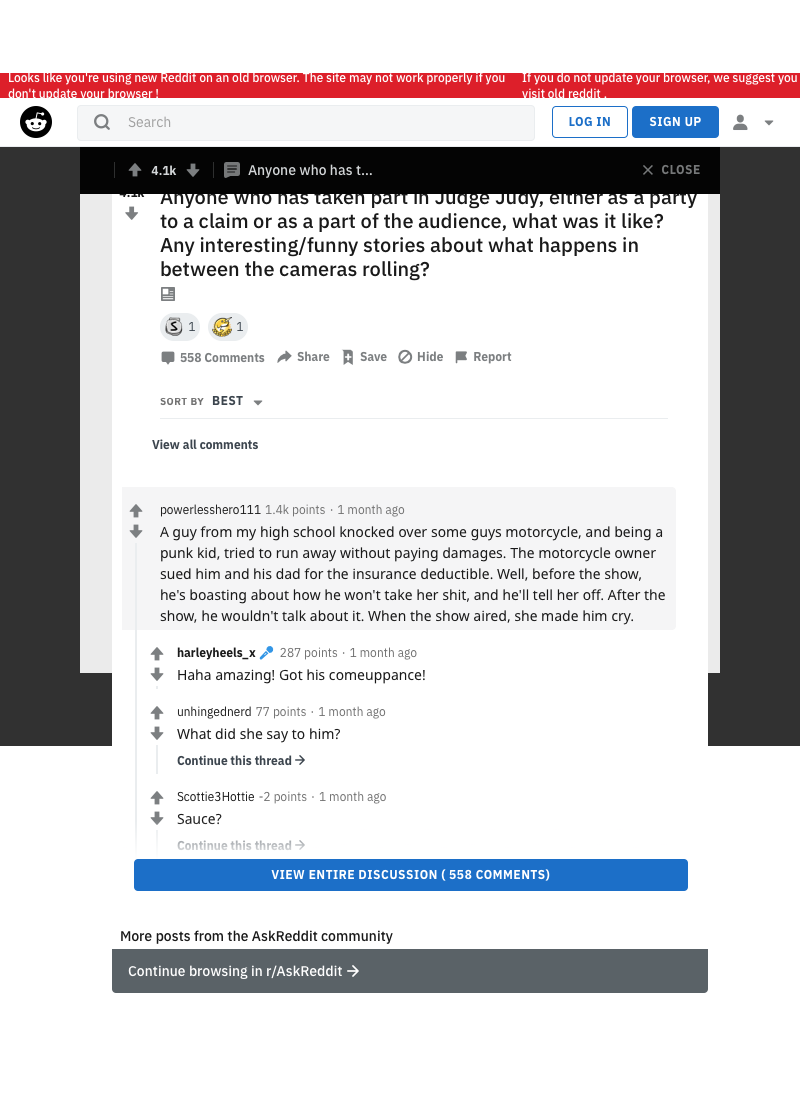 Looks like you're using new Reddit on an old browser. The site may not work properly if you
don't update your browser !
If you do not update your browser, we suggest you
visit old reddit .
Search
LOG IN
SIGN UP
4.1k
Anyone who has t...
CLOSE
4.1k
Anyone who has taken part in Judge Judy, either as a party
to a claim or as a part of the audience, what was it like?
Any interesting/funny stories about what happens in
between the cameras rolling?
S 1
1
558 Comments Share Save Hide Report
SORT BY BEST
View all comments
powerlesshero111 1.4k points · 1 month ago
A guy from my high school knocked over some guys motorcycle, and being a
punk kid, tried to run away without paying damages. The motorcycle owner
sued him and his dad for the insurance deductible. Well, before the show,
he's boasting about how he won't take her shit, and he'll tell her off. After the
show, he wouldn't talk about it. When the show aired, she made him cry.
harleyheels_x 287 points · 1 month ago
Haha amazing! Got his comeuppance!
unhingednerd 77 points · 1 month ago
What did she say to him?
Continue this thread →
Scottie3Hottie -2 points · 1 month ago
Sauce?
Continue this thread →
VIEW ENTIRE DISCUSSION ( 558 COMMENTS)
More posts from the AskReddit community
Continue browsing in r/AskReddit →